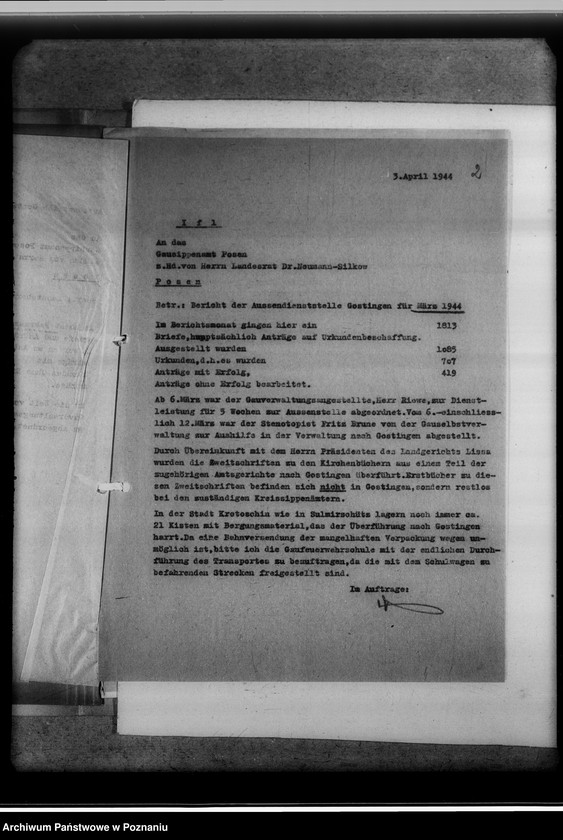 3.April 1944 2
I f 1
An das
Gausippenamt Posen
z.Hd.von Herrn Landesrat Dr.Neumann-Silkow
P o s e n
Betr.: Bericht der Aussendienststelle Gostingen für März 1944
Im Berichtsmonat gingen hier ein 1813
Briefe,hauptsächlich Anträge auf Urkundenbeschaffung.
Ausgestellt wurden 1o85
Urkunden,d.h.es wurden 7o7
Anträge mit Erfolg, 419
Anträge ohne Erfolg bearbeitet.
Ab 6.März war der Gauverwaltungsangestellte,Herr Riowe,zur Dienst-
leistung für 5 Wochen zur Aussenstelle abgeordnet.Vom 6.-einschliess-
lich 12.März war der Stenotopist Fritz Brune von der Gauselbstver-
waltung zur Aushilfe in der Verwaltung nach Gostingen abgestellt.
Durch Übereinkunft mit dem Herrn Präsidenten des Landgerichts Lissa
wurden die Zweitschriften zu den Kirchenbüchern aus einem Teil der
zugehörigen Amtsgerichte nach Gostingen überführt.Erstbücher zu die-
sen Zweitschriften befinden sich nicht in Gostingen,sondern restlos
bei den zuständigen Kreissippenämtern.
In der Stadt Krotoschin wie in Sulmirschütz lagern noch immer ca.
21 Kisten mit Bergungsmaterial,das der Überführung nach Gostingen
harrt.Da eine Bahnversendung der mangelhaften Verpackung wegen un-
möglich ist,bitte ich die Gaufeuerwehrschule mit der endlichen Durch-
führung des Transportes zu beauftragen,da die mit dem Schulwagen zu
befahrenden Strecken freigestellt sind.
Im Auftrage:
Archiwum Państwowe w Poznaniu